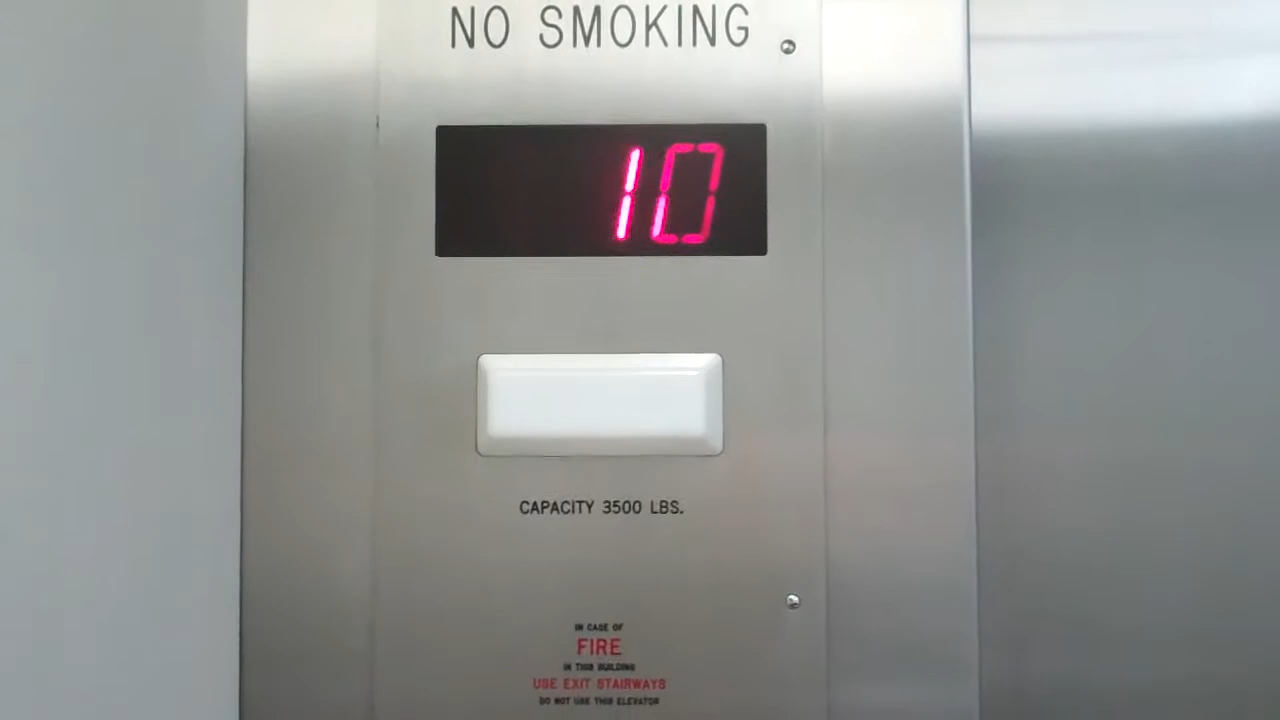 NO SMOKING
10
CAPACITY 3500 LBS.
IN CASE OF
FIRE
IN THIS BUILDING
USE EXIT STAIRWAYS
DO NOT USE THIS ELEVATOR